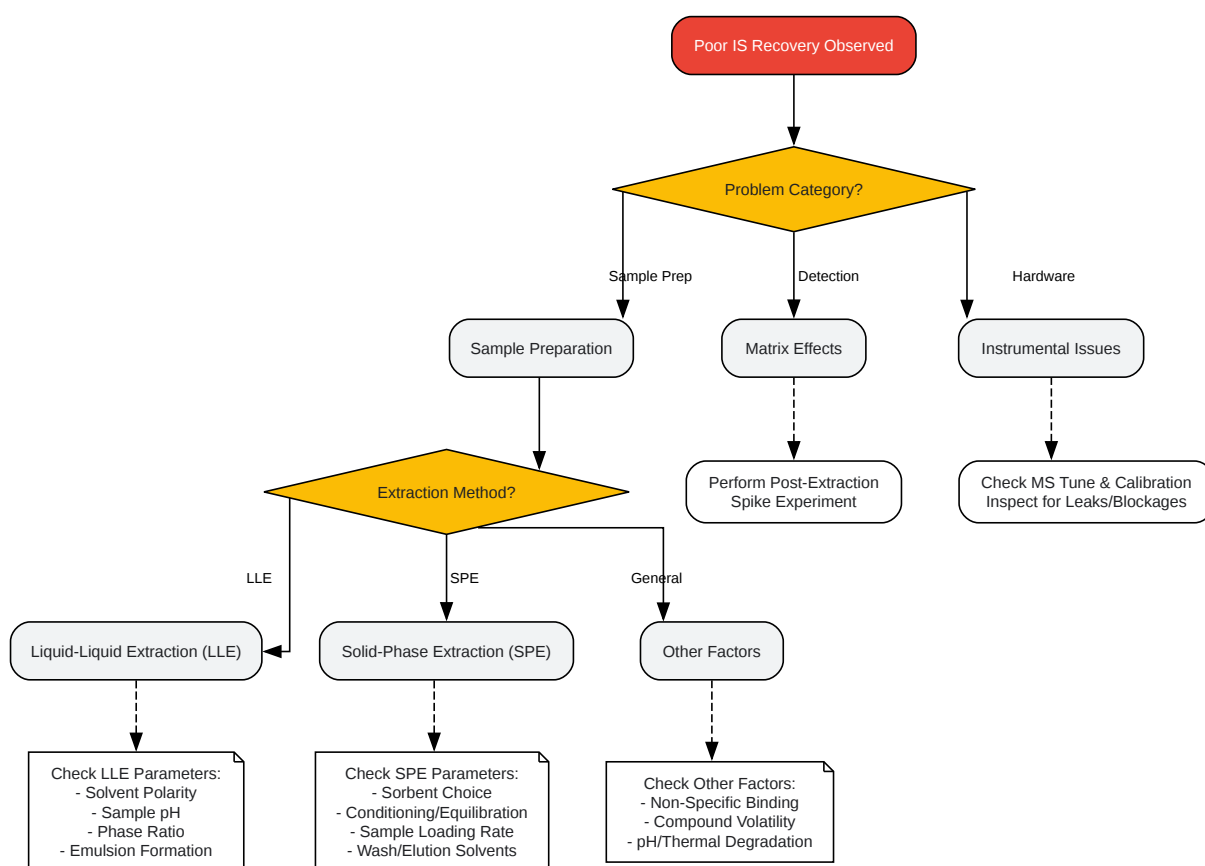 Poor IS Recovery Observed
Problem Category?
Sample Prep
Detection
Hardware
Sample Preparation
Matrix Effects
Instrumental Issues
Extraction Method?
Perform Post-Extraction
Spike Experiment
Check MS Tune & Calibration
Inspect for Leaks/Blockages
LLE
SPE
General
Liquid-Liquid Extraction (LLE)
Solid-Phase Extraction (SPE)
Other Factors
Check LLE Parameters:
- Solvent Polarity
- Sample pH
- Phase Ratio
- Emulsion Formation
Check SPE Parameters:
- Sorbent Choice
- Conditioning/Equilibration
- Sample Loading Rate
- Wash/Elution Solvents
Check Other Factors:
- Non-Specific Binding
- Compound Volatility
- pH/Thermal Degradation